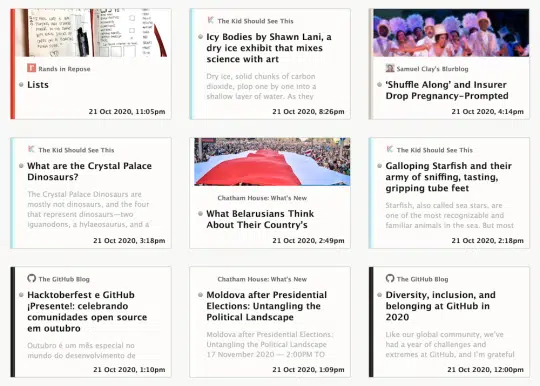 Rands in Repose
Lists
21 Oct 2020, 11:05pm
The Kid Should See This
Icy Bodies by Shawn Lani, a
dry ice exhibit that mixes
science with art
Dry ice, solid chunks of carbon
dioxide, plop one by one into a
shallow layer of water. As they
21 Oct 2020, 8:26pm
Samuel Clay's Blurblog
‘Shuffle Along’ and Insurer
Drop Pregnancy-Prompted
21 Oct 2020, 4:14pm
The Kid Should See This
What are the Crystal Palace
Dinosaurs?
The Crystal Palace Dinosaurs are
mostly not dinosaurs, and the four
that represent dinosaurs—two
iguanodons, a hylaeosaurus, and a
21 Oct 2020, 3:18pm
Chatham House: What's New
What Belarusians Think
About Their Country's
21 Oct 2020, 2:49pm
The Kid Should See This
Galloping Starfish and their
army of sniffing, tasting,
gripping tube feet
Starfish, also called sea stars, are
one of the most recognizable and
familiar animals in the sea. But most
21 Oct 2020, 2:18pm
The GitHub Blog
Hacktoberfest e GitHub
¡Presente!: celebrando
comunidades open source
em outubro
Outubro é um mês especial no
mundo do desenvolvimento de
21 Oct 2020, 1:10pm
Chatham House: What's New
Moldova after Presidential
Elections: Untangling the
Political Landscape
Moldova after Presidential
Elections: Untangling the Political
Landscape
17 November 2020 — 2:00PM TO
21 Oct 2020, 1:09pm
The GitHub Blog
Diversity, inclusion, and
belonging at GitHub in
2020
Like our global community, we've
had a year of challenges and
extremes at GitHub, and I'm grateful
21 Oct 2020, 12:00pm